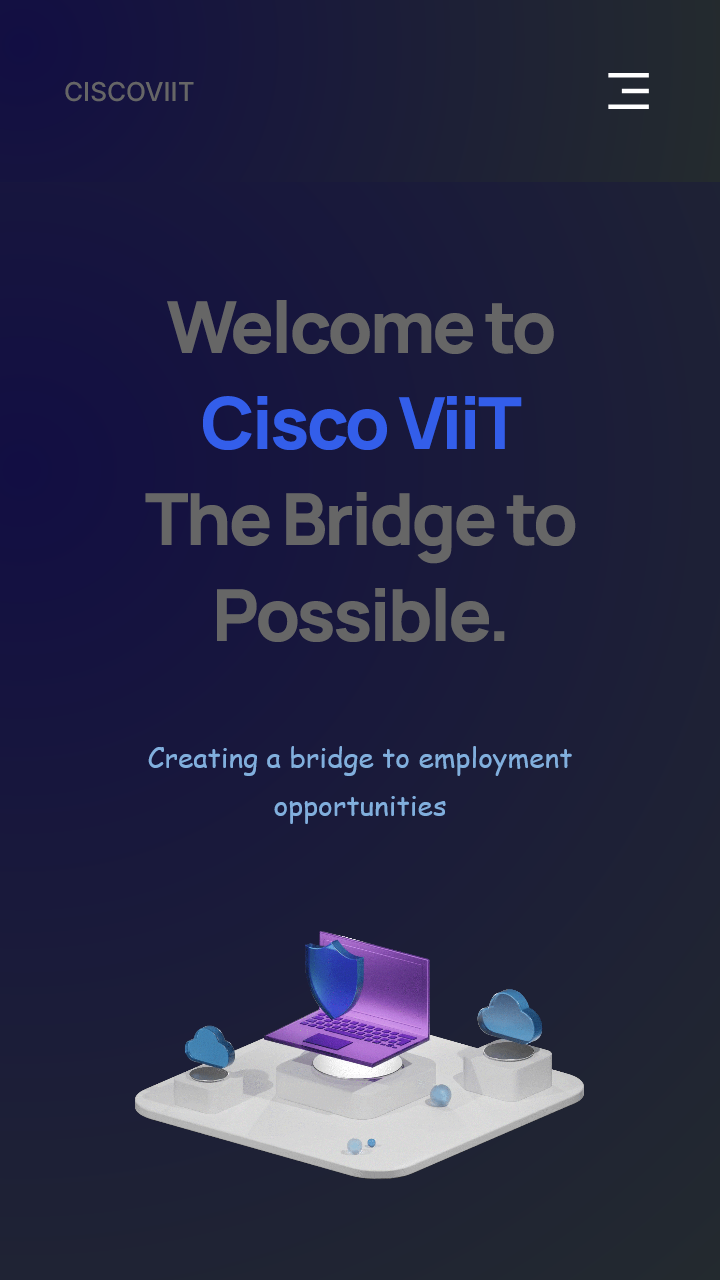 CISCOVIIT
Welcome to
Cisco ViiT
The Bridge to
Possible.
Creating a bridge to employment
opportunities